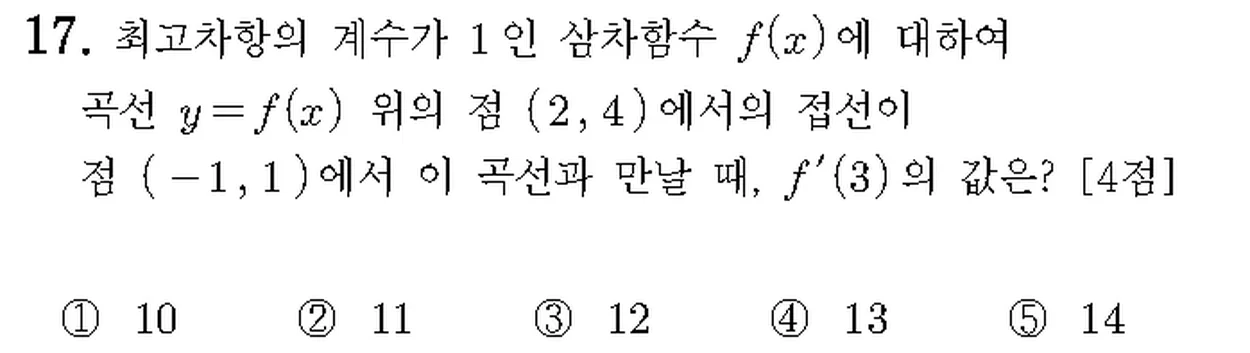 17. 최고차항의 계수가 1인 삼차함수 f(x)에 대하여
곡선 y=f(x) 위의 점 (2, 4)에서의 접선이
점 (-1, 1)에서 이 곡선과 만날 때, f'(3)의 값은? [4점]
① 10 ② 11 ③ 12 ④ 13 ⑤ 14